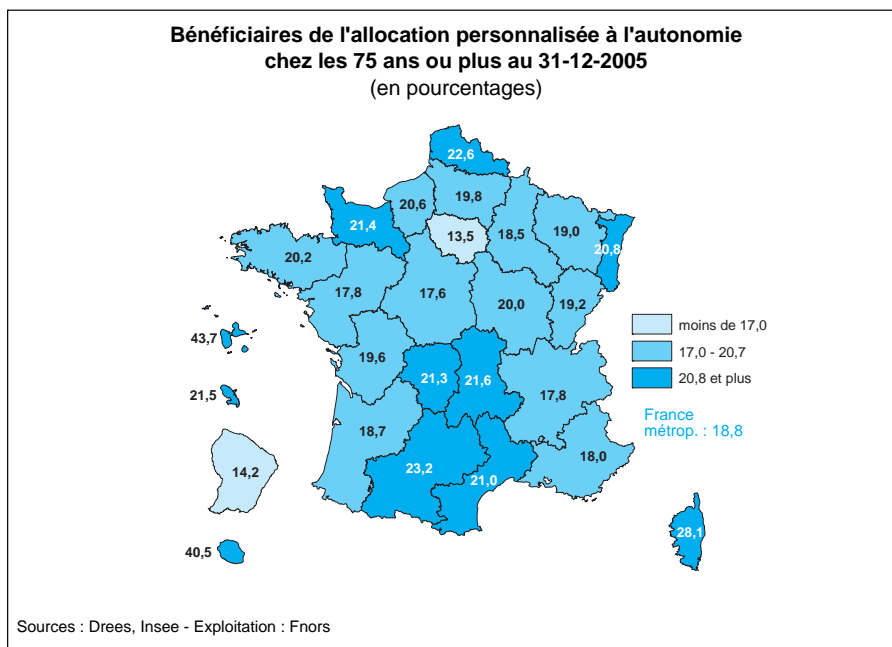 Bénéficiaires de l'allocation personnalisée à l'autonomie
chez les 75 ans ou plus au 31-12-2005
(en pourcentages)
22,6
19,8
20,6
21,4
13,5
18,5
19,0
20,8
20,2
17,8
17,6
20,0
19,2
43,7
19,6
21,3
21,6
17,8
21,5
18,7
23,2
21,0
18,0
14,2
40,5
28,1
moins de 17,0
17,0 - 20,7
20,8 et plus
France
métrop. : 18,8
Sources : Drees, Insee - Exploitation : Fnors